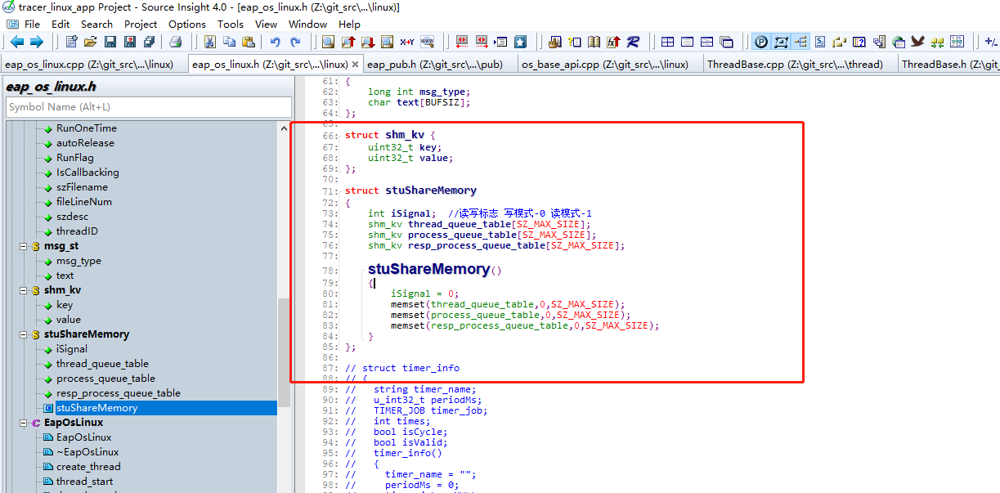 tracer_linux_app Project - Source Insight 4.0 - [eap_os_linux.h (Z:\git_src\...\linux)]
File Edit Search Project Options Tools View Window Help
eap_os_linux.cpp (Z:\git_src\...\linux) eap_os_linux.h (Z:\git_src\...\linux) × eap_pub.h (Z:\git_src\...\pub) os_base_api.cpp (Z:\git_src\...\linux) ThreadBase.cpp (Z:\git_src\...\thread) ThreadBase.h (Z:\git_
eap_os_linux.h
Symbol Name (Alt+L)
RunOneTime
autoRelease
RunFlag
IsCallbacking
szFilename
fileLineNum
szdesc
threadID
msg_st
msg_type
text
shm_kv
key
value
stuShareMemory
iSignal
thread_queue_table
process_queue_table
resp_process_queue_table
stuShareMemory
EapOsLinux
EapOsLinux
~EapOsLinux
create_thread
thread_start
61: {
62: long int msg_type;
63: char text[BUFSIZ];
64: };
65:
66: struct shm_kv {
67: uint32_t key;
68: uint32_t value;
69: };
70:
71: struct stuShareMemory
72: {
73: int iSignal; //读写标志 写模式-0 读模式-1
74: shm_kv thread_queue_table[SZ_MAX_SIZE];
75: shm_kv process_queue_table[SZ_MAX_SIZE];
76: shm_kv resp_process_queue_table[SZ_MAX_SIZE];
77:
78: stuShareMemory()
79: {
80: iSignal = 0;
81: memset(thread_queue_table,0,SZ_MAX_SIZE);
82: memset(process_queue_table,0,SZ_MAX_SIZE);
83: memset(resp_process_queue_table,0,SZ_MAX_SIZE);
84: }
85: };
86:
87: // struct timer_info
88: // {
89: // string timer_name;
90: // u_int32_t periodMs;
91: // TIMER_JOB timer_job;
92: // int times;
93: // bool isCycle;
94: // bool isValid;
95: // timer_info()
96: // {
97: // timer_name = "";
98: // periodMs = 0;